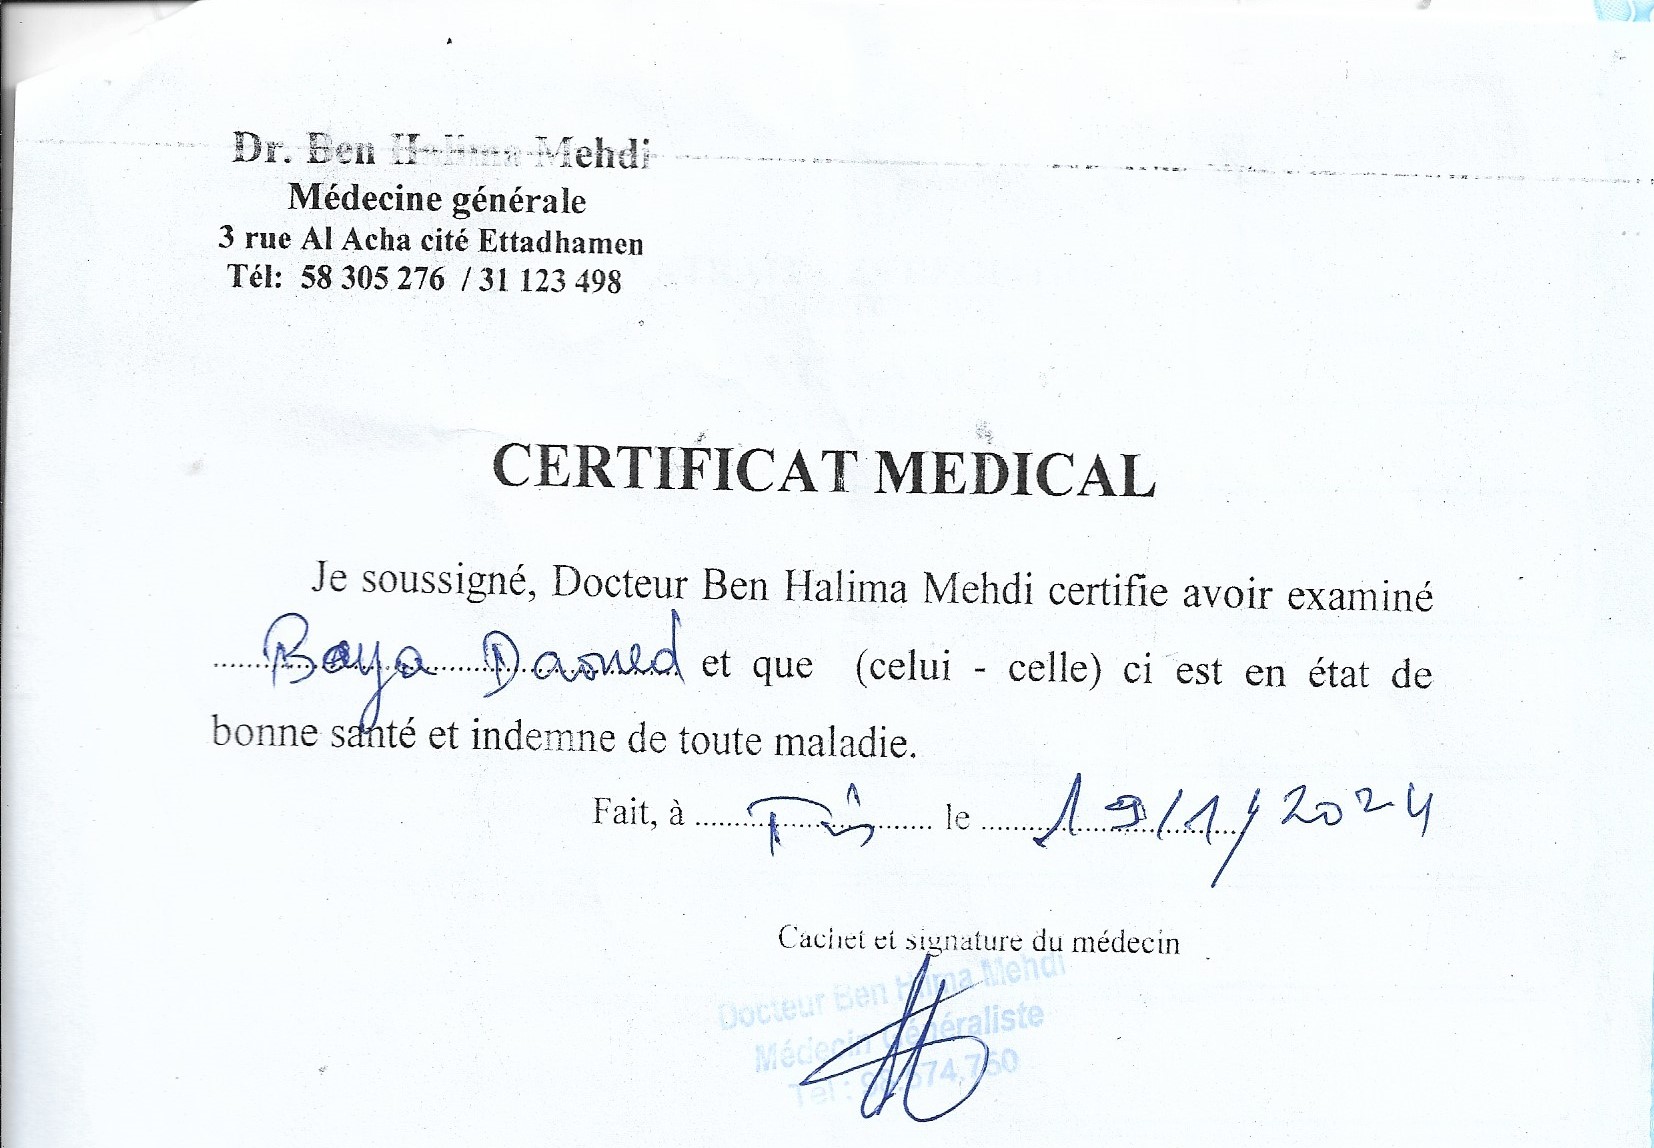 Dr. Ben Halima Mehdi
Médecine générale
3 rue Al Acha cité Ettadhamen
Tél: 58 305 276 / 31 123 498
CERTIFICAT MEDICAL
Je soussigné, Docteur Ben Halima Mehdi certifie avoir examiné
Baya Daoued et que (celui - celle) ci est en état de
bonne santé et indemne de toute maladie.
Fait, à ........ le 19/1/2024
Cachet et signature du médecin
Docteur Ben Hlima Mehdi
Médecin Généraliste
Tel :